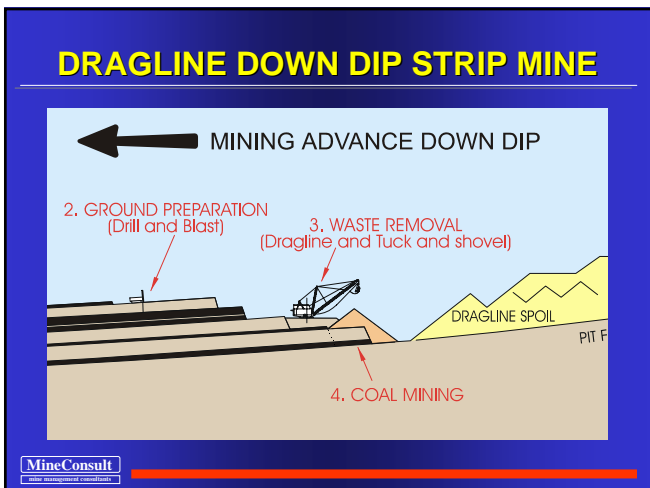 DRAGLINE DOWN DIP STRIP MINE
MINING ADVANCE DOWN DIP
2. GROUND PREPARATION
(Drill and Blast)
3. WASTE REMOVAL
(Dragline and Tuck and shovel)
DRAGLINE SPOIL
PIT F
4. COAL MINING
MineConsult
mine management consultants